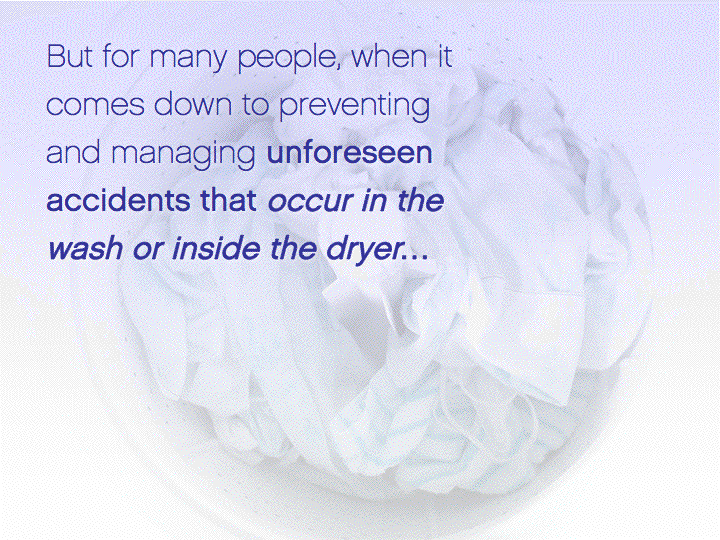 But for many people, when it
comes down to preventing
and managing unforeseen
accidents that occur in the
wash or inside the dryer...